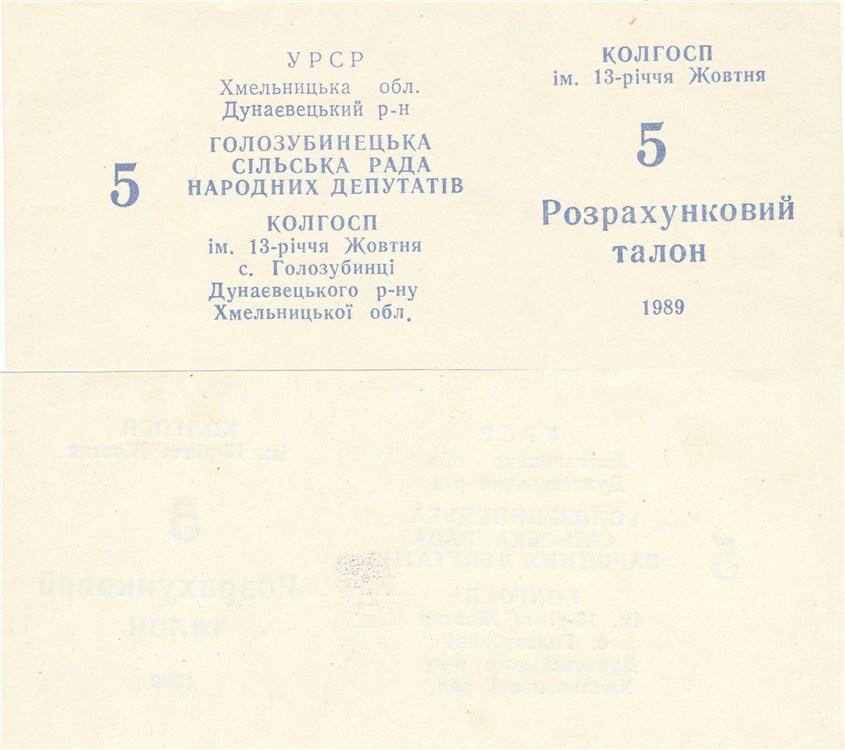 УРСР
Хмельницька обл.
Дунаєвецький р-н
ГОЛОЗУБИНЕЦЬКА
СІЛЬСЬКА РАДА
НАРОДНИХ ДЕПУТАТІВ
5
КОЛГОСП
ім. 13-річчя Жовтня
с. Голозубинці
Дунаєвецького р-ну
Хмельницької обл.
КОЛГОСП
ім. 13-річчя Жовтня
5
Розрахунковий
талон
1989